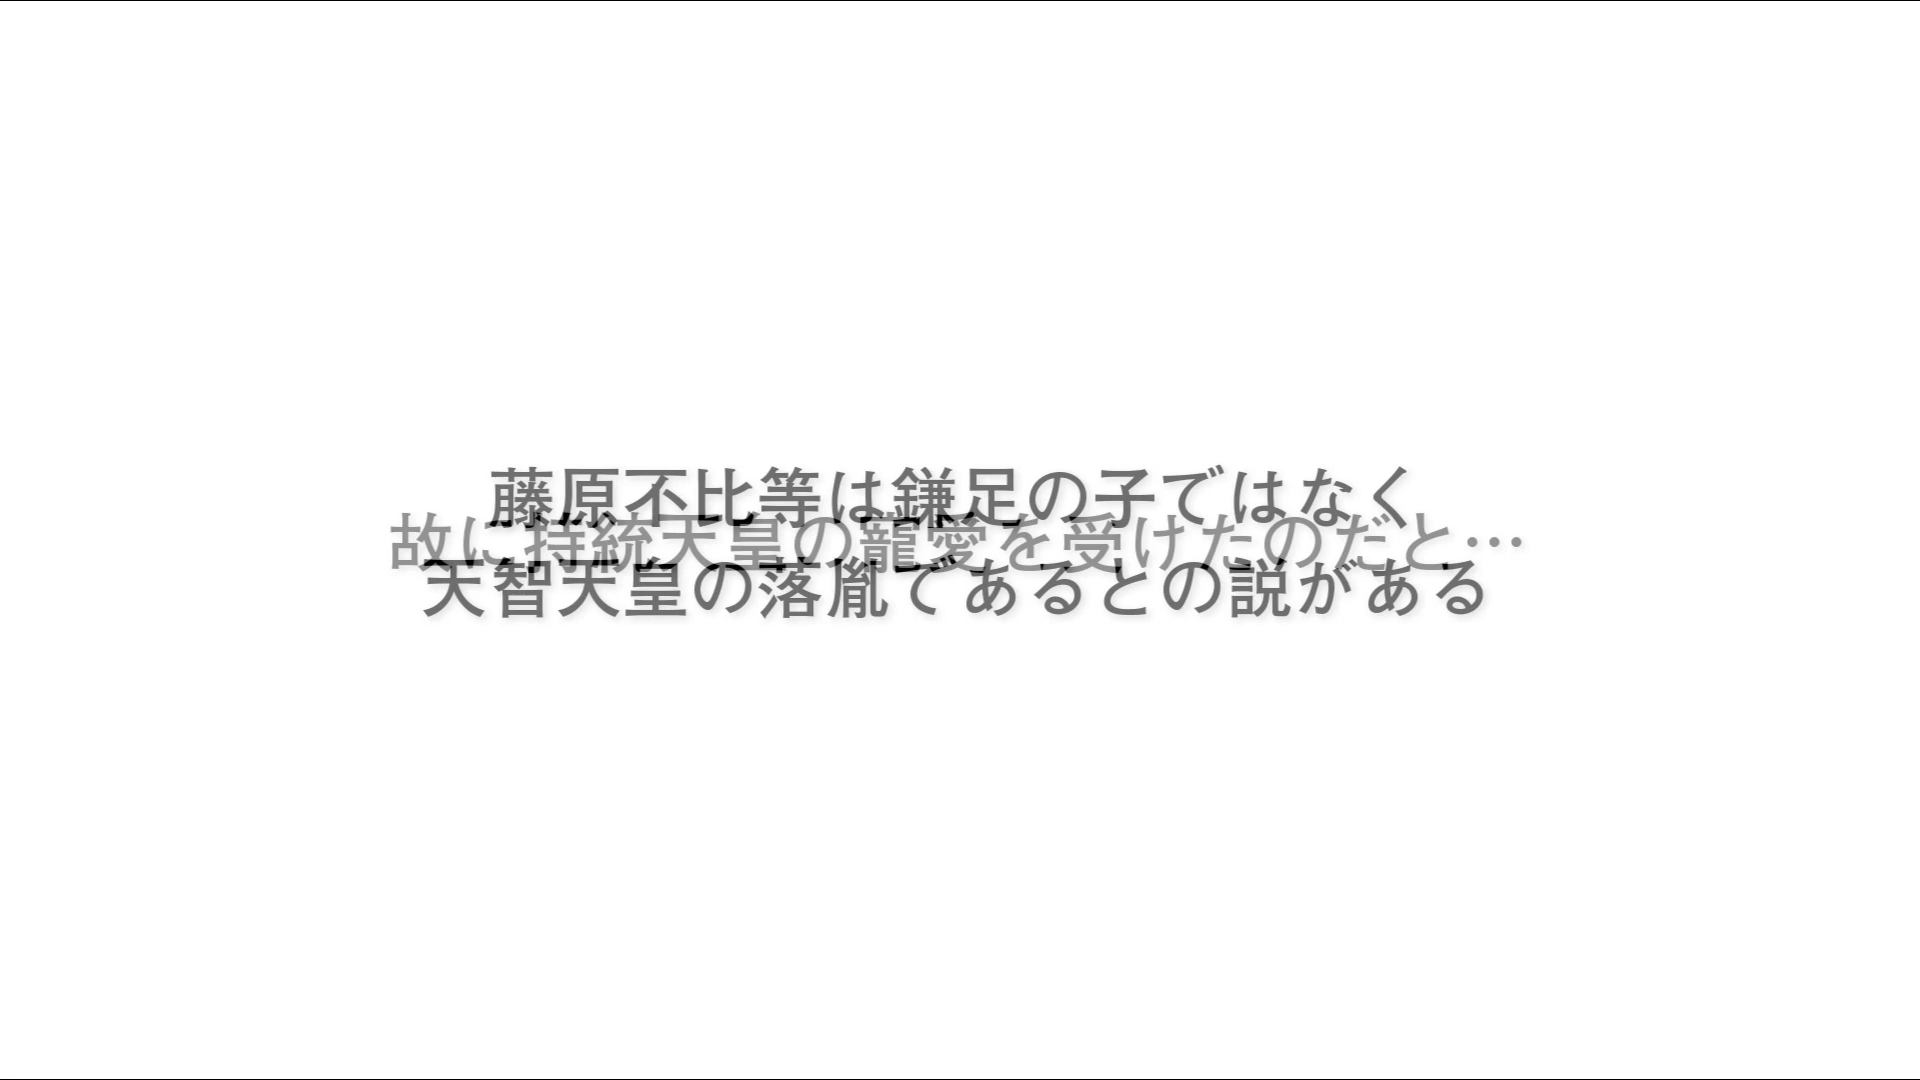 藤原不比等は鎌足の子ではなく
故に持統天皇の寵愛を受けたのだと…
天智天皇の落胤であるとの説がある